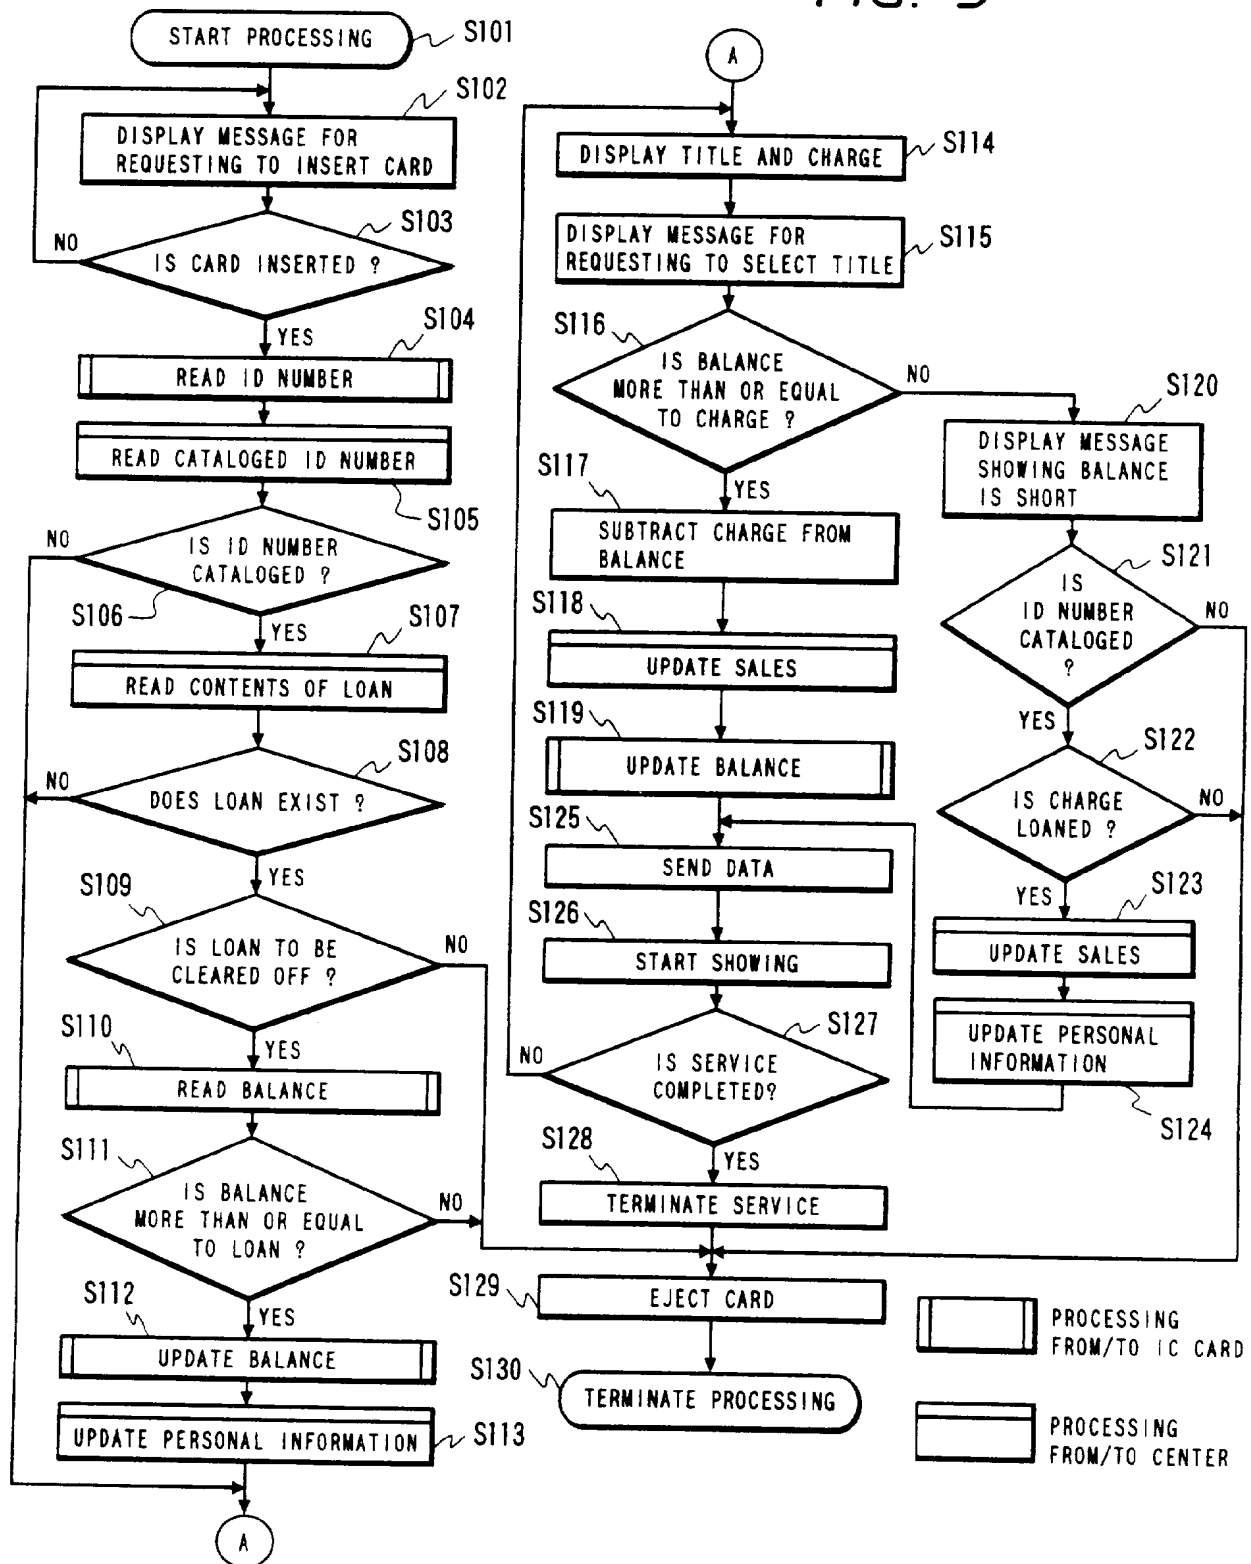 FIG. 5
START PROCESSING
S101
S102
DISPLAY MESSAGE FOR
REQUESTING TO INSERT CARD
S103
NO
IS CARD INSERTED ?
YES
S104
READ ID NUMBER
READ CATALOGED ID NUMBER
S105
NO
IS ID NUMBER
CATALOGED ?
S106
YES
S107
READ CONTENTS OF LOAN
S108
NO
DOES LOAN EXIST ?
YES
S109
IS LOAN TO BE
CLEARED OFF ?
NO
S110
YES
READ BALANCE
S111
IS BALANCE
MORE THAN OR EQUAL
TO LOAN ?
NO
S112
YES
UPDATE BALANCE
UPDATE PERSONAL INFORMATION
S113
A
A
DISPLAY TITLE AND CHARGE
S114
DISPLAY MESSAGE FOR
REQUESTING TO SELECT TITLE
S115
S116
IS BALANCE
MORE THAN OR EQUAL
TO CHARGE ?
NO
S117
YES
SUBTRACT CHARGE FROM
BALANCE
S118
UPDATE SALES
S119
UPDATE BALANCE
S125
SEND DATA
S126
START SHOWING
S127
NO
IS SERVICE
COMPLETED?
S128
YES
TERMINATE SERVICE
S129
EJECT CARD
S130
TERMINATE PROCESSING
S120
DISPLAY MESSAGE
SHOWING BALANCE
IS SHORT
S121
IS
ID NUMBER
CATALOGED
?
NO
YES
S122
IS CHARGE
LOANED ?
NO
YES
S123
UPDATE SALES
UPDATE PERSONAL
INFORMATION
S124
PROCESSING
FROM/TO IC CARD
PROCESSING
FROM/TO CENTER